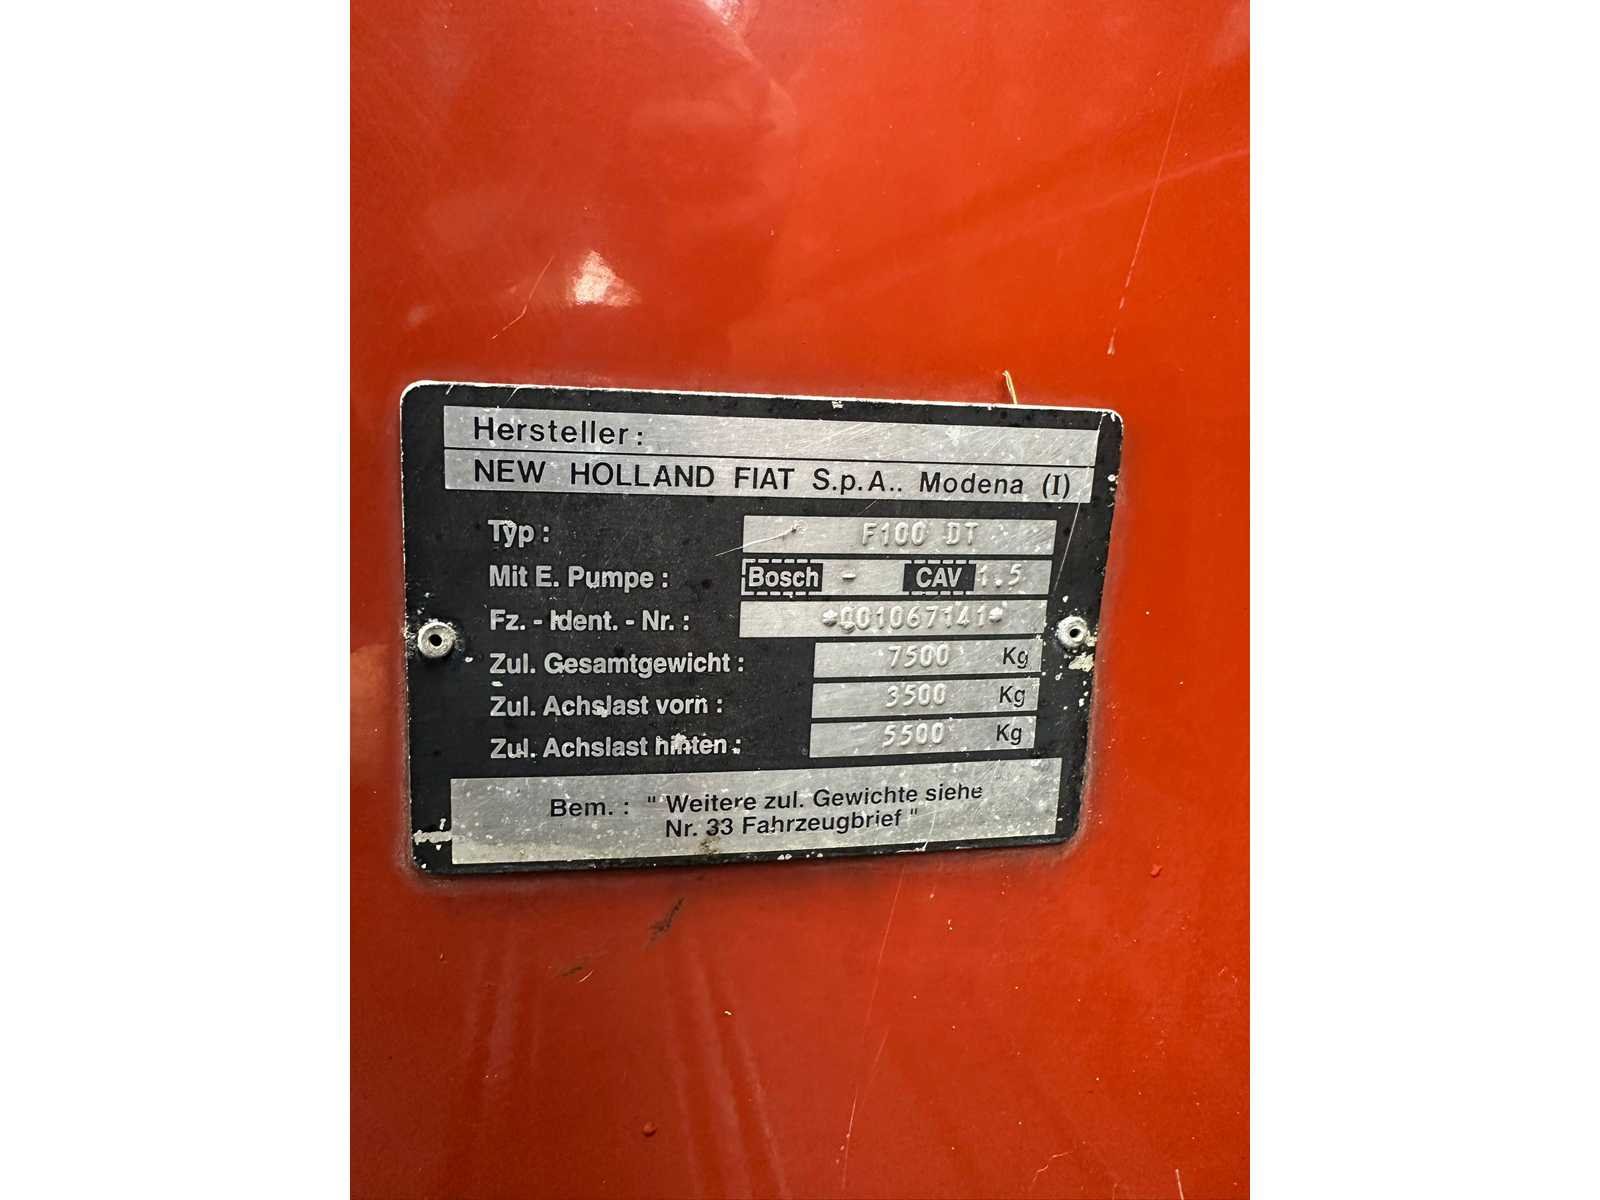 Hersteller:
NEW HOLLAND FIAT S.p.A.. Modena (I)
Typ: F100 DT
Mit E. Pumpe: Bosch - CAV 1.5
Fz. - Ident. - Nr.: *001067141*
Zul. Gesamtgewicht: 7500 Kg
Zul. Achslast vorn: 3500 Kg
Zul. Achslast hinten: 5500 Kg
Bem.: " Weitere zul. Gewichte siehe
Nr. 33 Fahrzeugbrief "